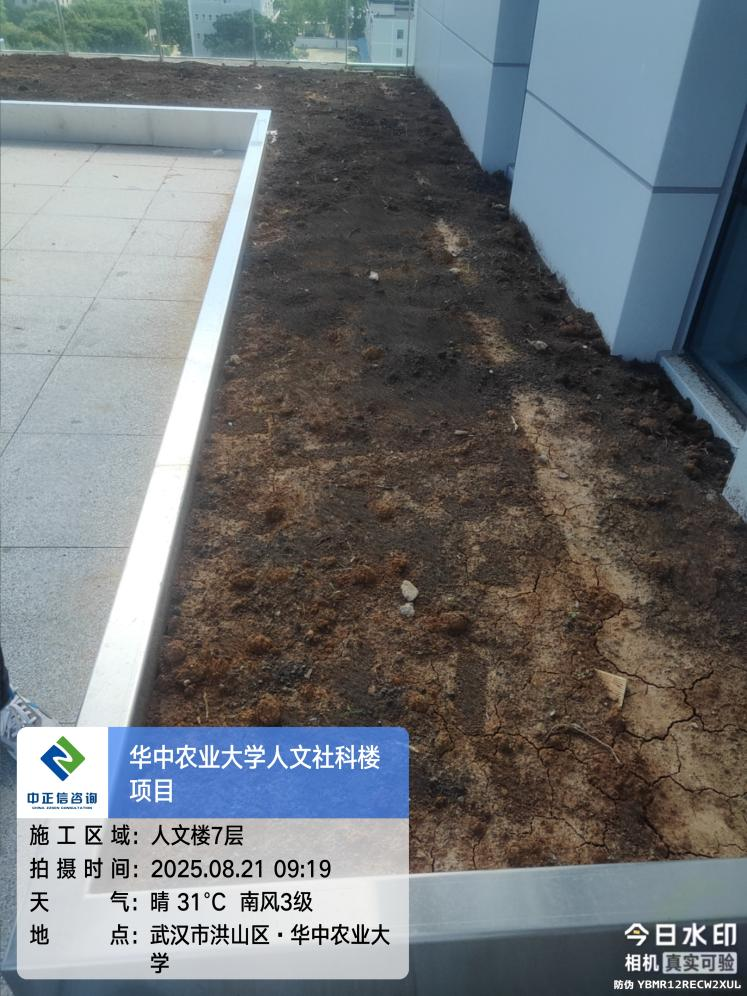 中正信咨询
CHINA ZZXIN CONSULTATION
华中农业大学人文社科楼
项目
施工区域：人文楼7层
拍摄时间：2025.08.21 09:19
天气：晴 31℃ 南风3级
地点：武汉市洪山区·华中农业大
学
今日水印
相机 真实可验
防伪 YBMR12RECW2XUL